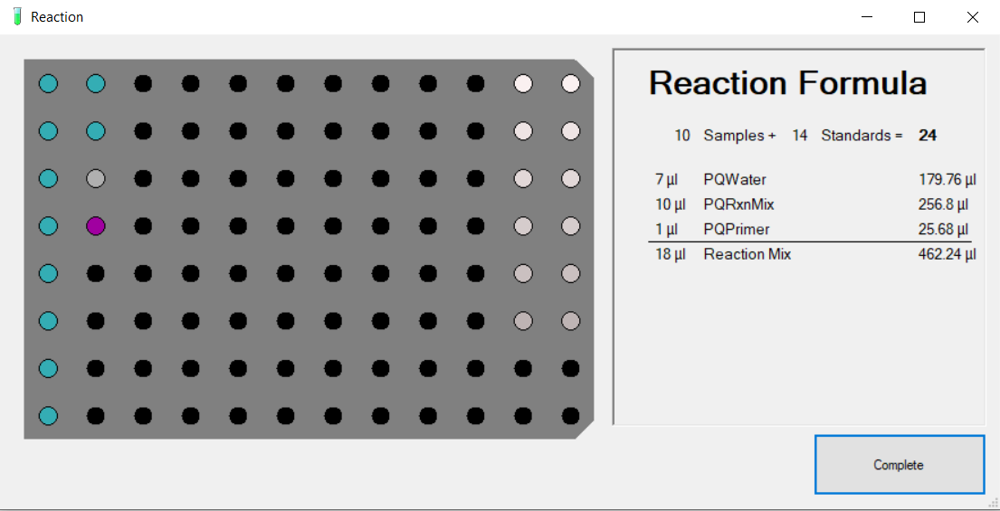 Reaction
Reaction Formula
10 Samples + 14 Standards = 24
7 µl PQWater 179.76 µl
10 µl PQRxnMix 256.8 µl
1 µl PQPrimer 25.68 µl
18 µl Reaction Mix 462.24 µl
Complete